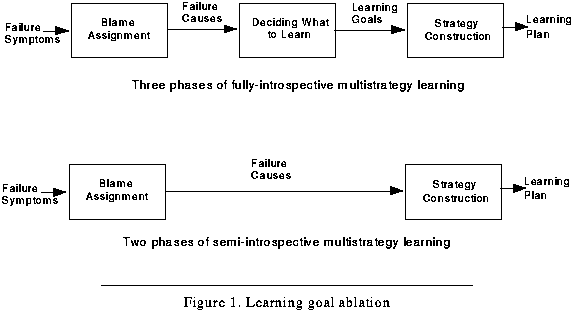 Failure
Symptoms
Blame
Assignment
Failure
Causes
Deciding What
to Learn
Learning
Goals
Strategy
Construction
Learning
Plan
Three phases of fully-introspective multistrategy learning
Failure
Symptoms
Blame
Assignment
Failure
Causes
Strategy
Construction
Learning
Plan
Two phases of semi-introspective multistrategy learning
Figure 1. Learning goal ablation